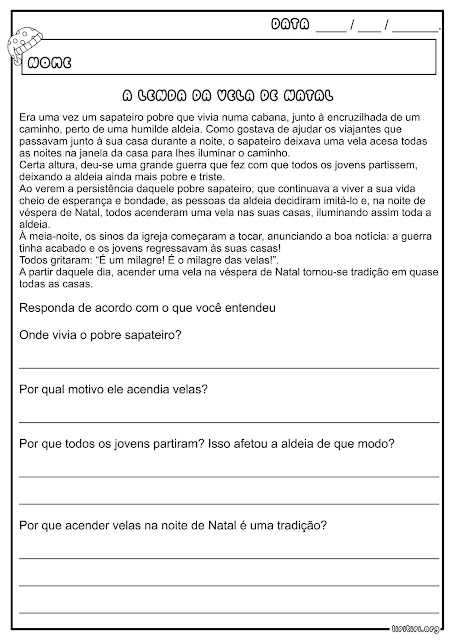 DATA _____ / ___ / ________.
NOME
A LENDA DA VELA DE NATAL
Era uma vez um sapateiro pobre que vivia numa cabana, junto à encruzilhada de um
caminho, perto de uma humilde aldeia. Como gostava de ajudar os viajantes que
passavam junto à sua casa durante a noite, o sapateiro deixava uma vela acesa todas
as noites na janela da casa para lhes iluminar o caminho.
Certa altura, deu-se uma grande guerra que fez com que todos os jovens partissem,
deixando a aldeia ainda mais pobre e triste.
Ao verem a persistência daquele pobre sapateiro, que continuava a viver a sua vida
cheio de esperança e bondade, as pessoas da aldeia decidiram imitá-lo e, na noite de
véspera de Natal, todos acenderam uma vela nas suas casas, iluminando assim toda a
aldeia.
À meia-noite, os sinos da igreja começaram a tocar, anunciando a boa notícia: a guerra
tinha acabado e os jovens regressavam às suas casas!
Todos gritaram: “É um milagre! É o milagre das velas!”.
A partir daquele dia, acender uma vela na véspera de Natal tornou-se tradição em quase
todas as casas.
Responda de acordo com o que você entendeu
Onde vivia o pobre sapateiro?
Por qual motivo ele acendia velas?
Por que todos os jovens partiram? Isso afetou a aldeia de que modo?
Por que acender velas na noite de Natal é uma tradição?